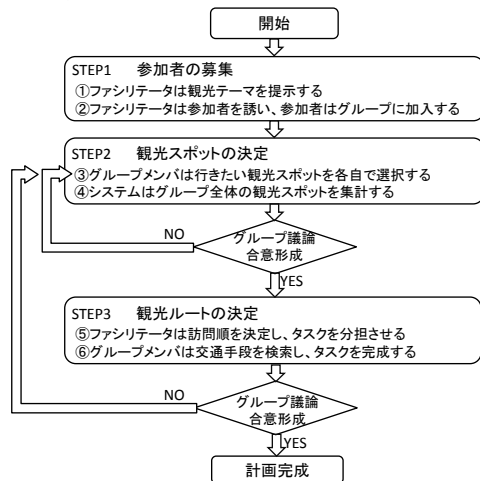 開始
STEP1 参加者の募集
①ファシリテータは観光テーマを提示する
②ファシリテータは参加者を誘い、参加者はグループに加入する
STEP2 観光スポットの決定
③グループメンバは行きたい観光スポットを各自で選択する
④システムはグループ全体の観光スポットを集計する
NO
グループ議論
合意形成
YES
STEP3 観光ルートの決定
⑤ファシリテータは訪問順を決定し、タスクを分担させる
⑥グループメンバは交通手段を検索し、タスクを完成する
NO
グループ議論
合意形成
YES
計画完成